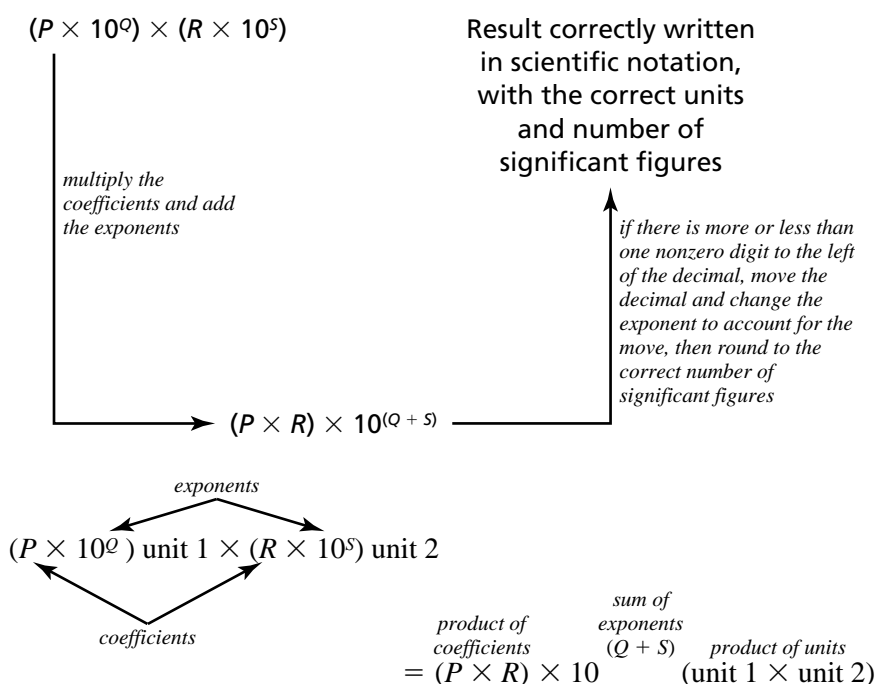 (P × 10^Q) × (R × 10^S)
multiply the
coefficients and add
the exponents
(P × R) × 10^(Q + S)
Result correctly written
in scientific notation,
with the correct units
and number of
significant figures
if there is more or less than
one nonzero digit to the left
of the decimal, move the
decimal and change the
exponent to account for the
move, then round to the
correct number of
significant figures
exponents
(P × 10^Q ) unit 1 × (R × 10^S) unit 2
coefficients
product of
coefficients
sum of
exponents
product of units
= (P × R) × 10^(Q + S) (unit 1 × unit 2)